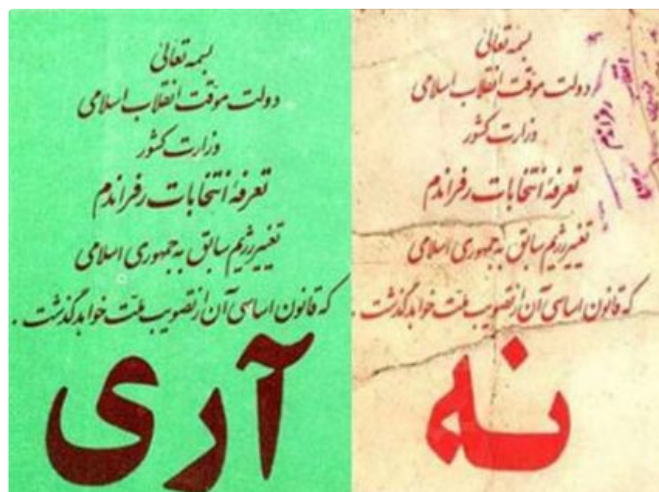 بسمه تعالی
دولت موقت انقلاب اسلامی
وزارت کشور
تعرفهٔ انتخابات رفراندم
تغییر رژیم سابق به جمهوری اسلامی
که قانون اساسی آن از تصویب ملت خواهد گذشت .
نه
بسمه تعالی
دولت موقت انقلاب اسلامی
وزارت کشور
تعرفهٔ انتخابات رفراندم
تغییر رژیم سابق به جمهوری اسلامی
که قانون اساسی آن از تصویب ملت خواهد گذشت .
آری
رفراندم